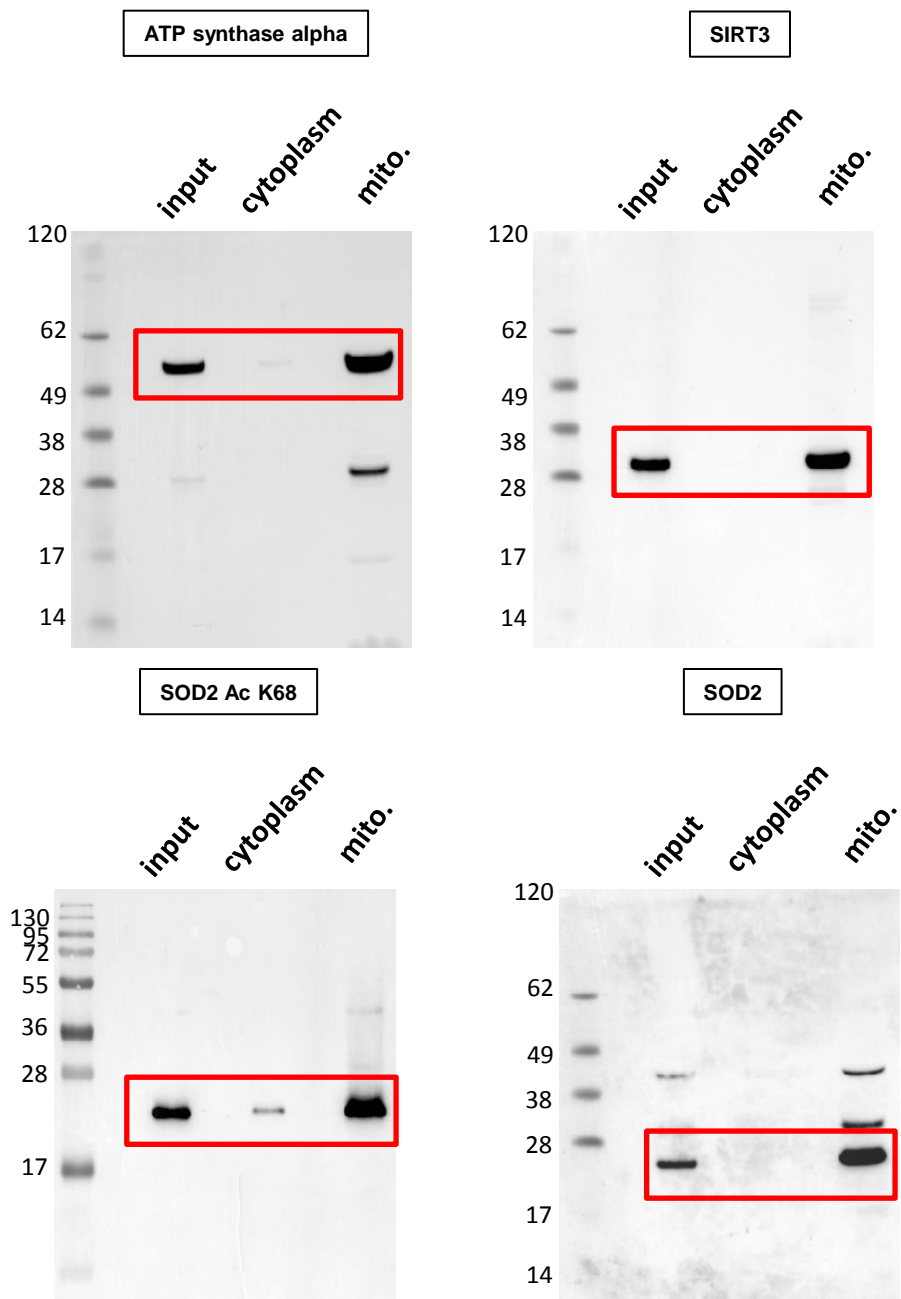 ATP synthase alpha
input
cytoplasm
mito.
120
62
49
38
28
17
14
SIRT3
input
cytoplasm
mito.
120
62
49
38
28
17
14
SOD2 Ac K68
input
cytoplasm
mito.
130
95
72
55
36
28
17
SOD2
input
cytoplasm
mito.
120
62
49
38
28
17
14